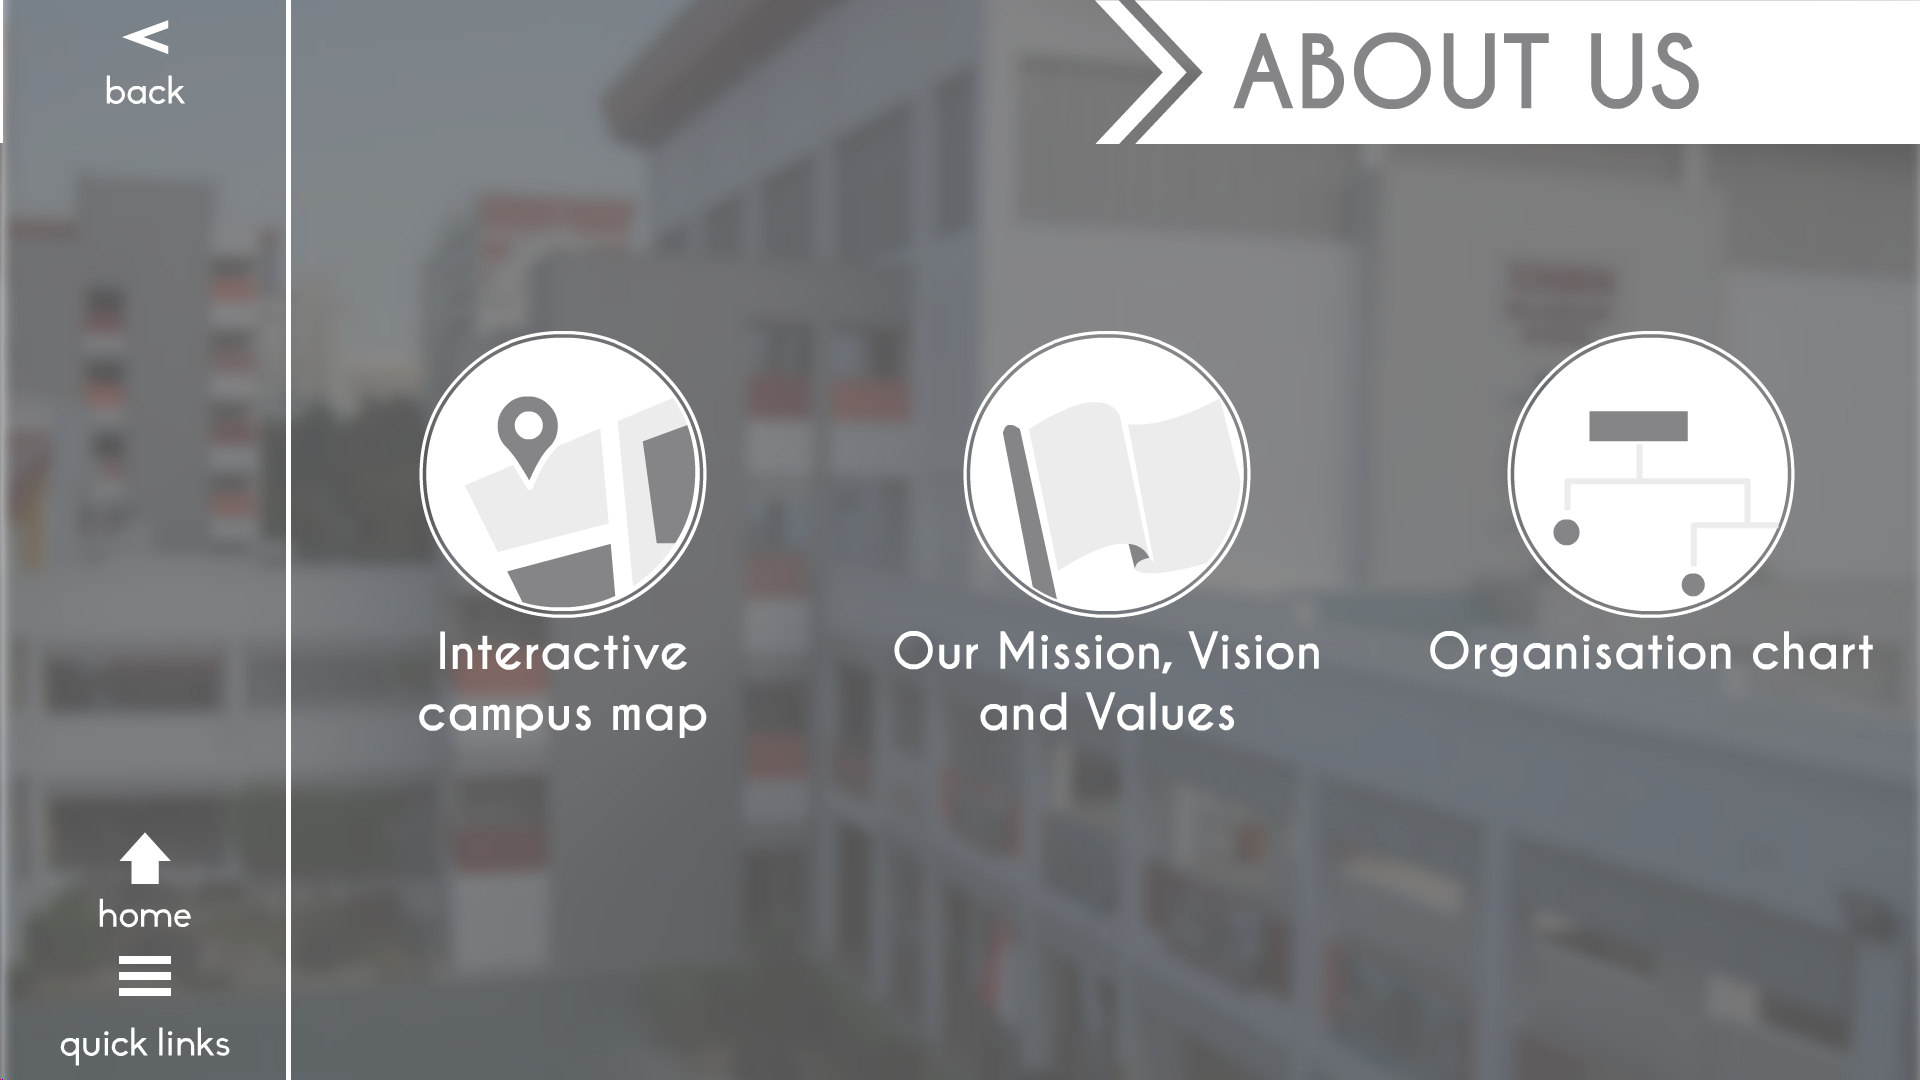 <
back
ABOUT US
Interactive
campus map
Our Mission, Vision
and Values
Organisation chart
home
quick links